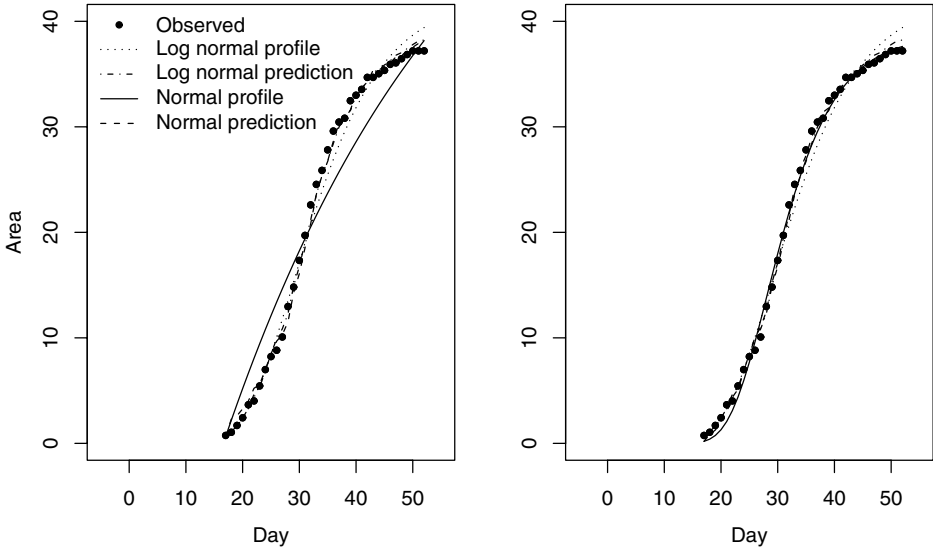 Observed
Log normal profile
Log normal prediction
Normal profile
Normal prediction
Area
0
10
20
30
40
0 10 20 30 40 50
Day
0
10
20
30
40
0 10 20 30 40 50
Day